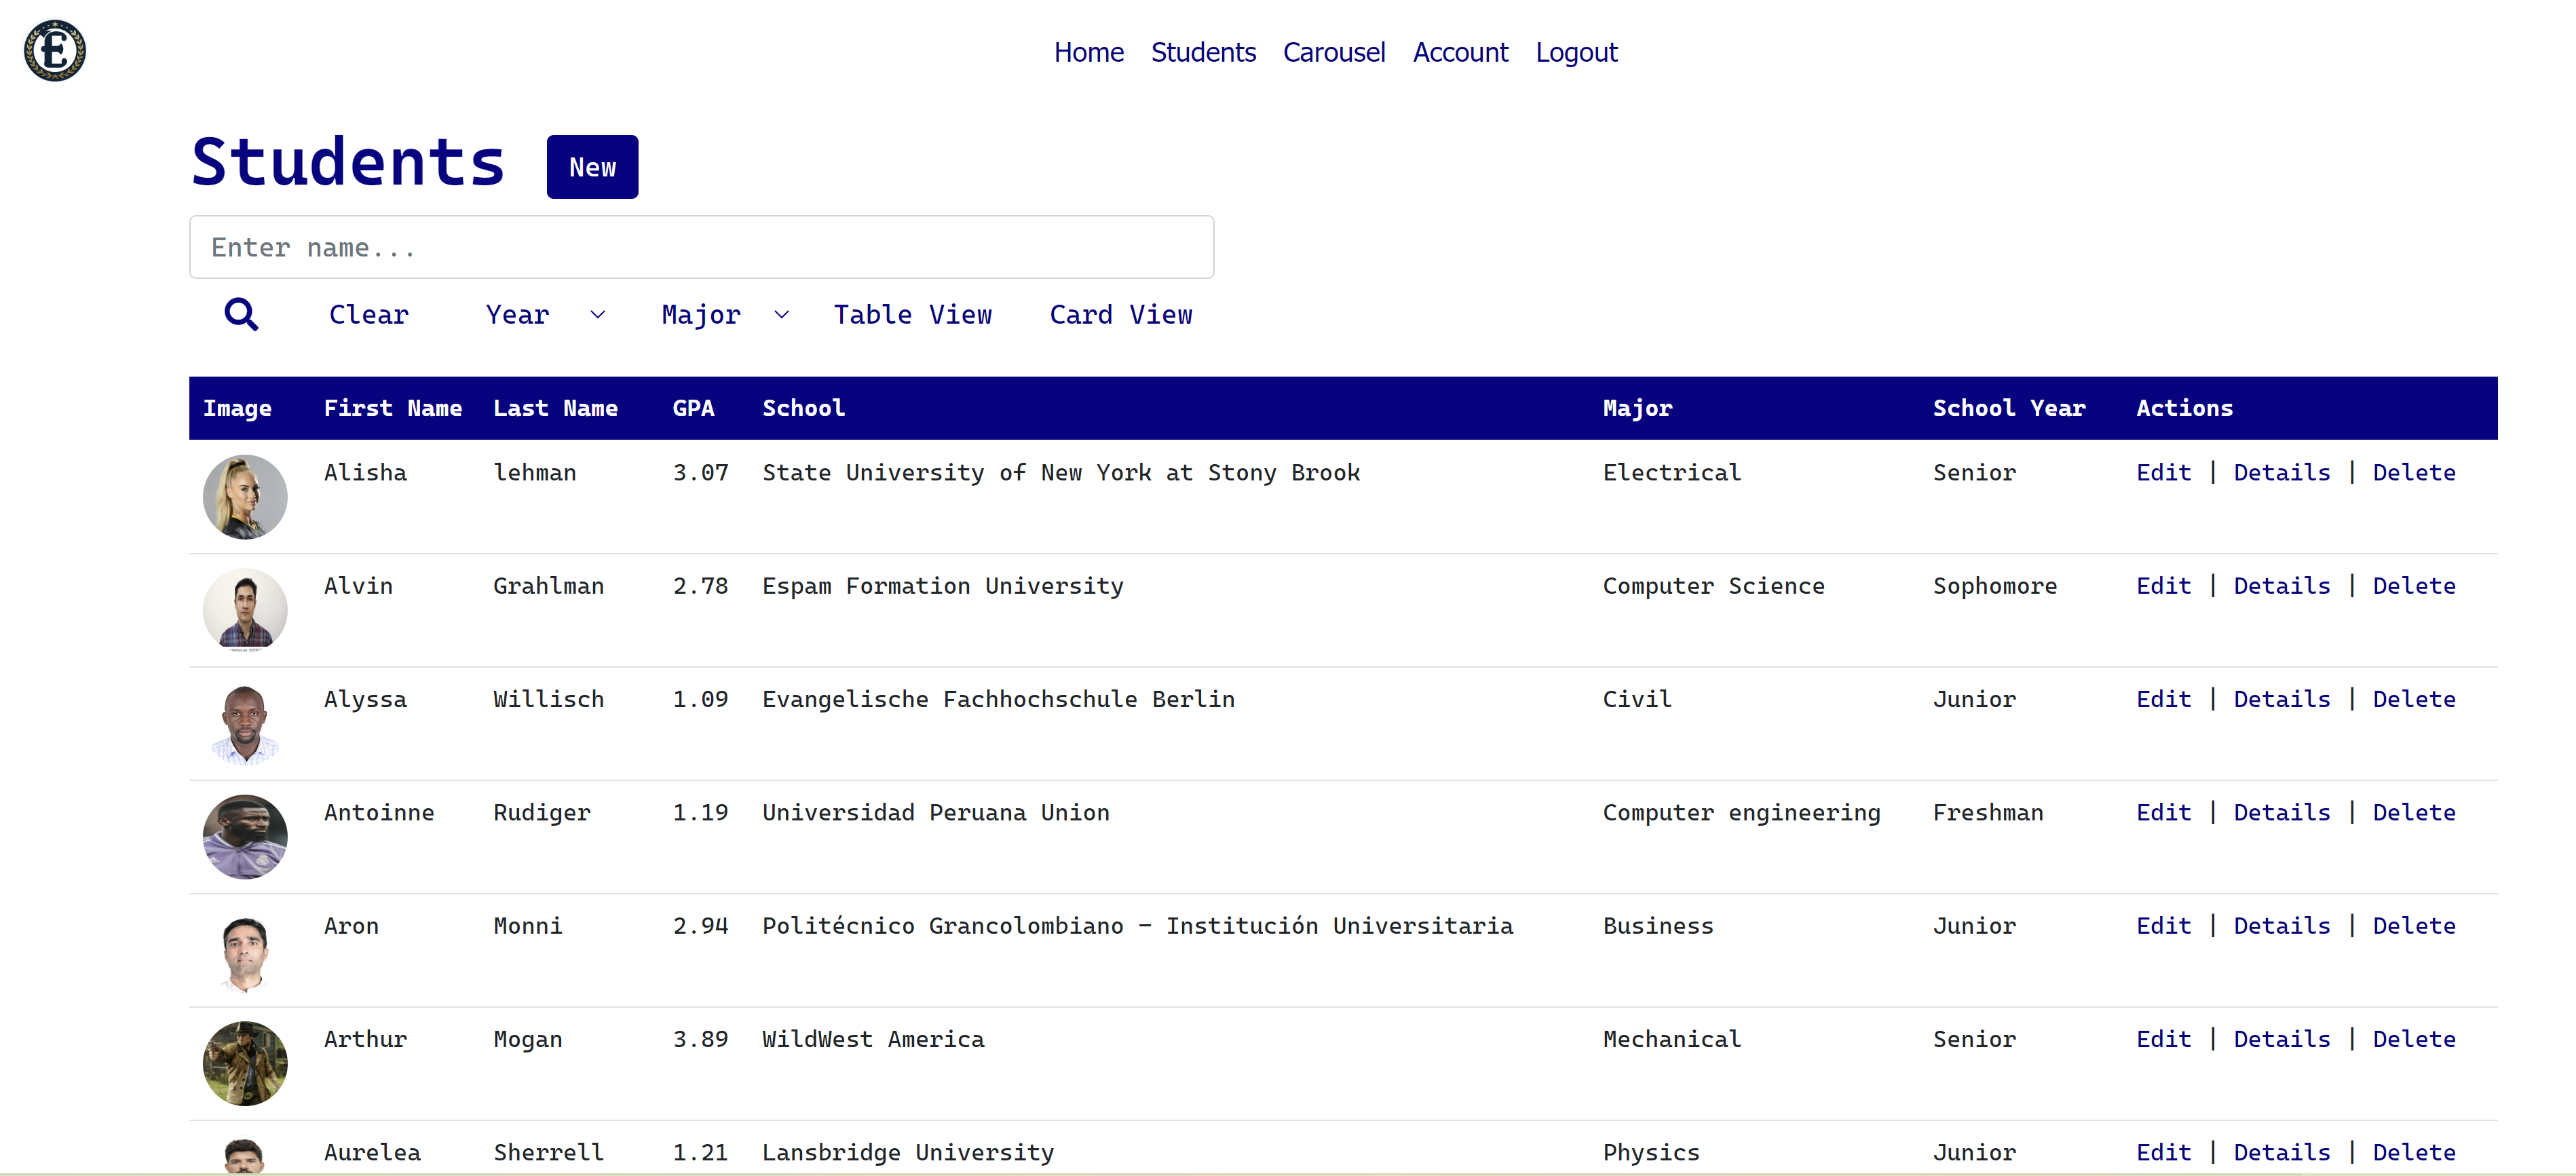 E
Home Students Carousel Account Logout
Students New
Enter name...
Clear Year Major Table View Card View
Image First Name Last Name GPA School Major School Year Actions
Alisha lehman 3.07 State University of New York at Stony Brook Electrical Senior Edit | Details | Delete
Alvin Grahlman 2.78 Espam Formation University Computer Science Sophomore Edit | Details | Delete
Alyssa Willisch 1.09 Evangelische Fachhochschule Berlin Civil Junior Edit | Details | Delete
Antoinne Rudiger 1.19 Universidad Peruana Union Computer engineering Freshman Edit | Details | Delete
Aron Monni 2.94 Politécnico Grancolombiano - Institución Universitaria Business Junior Edit | Details | Delete
Arthur Mogan 3.89 WildWest America Mechanical Senior Edit | Details | Delete
Aurelea Sherrell 1.21 Lansbridge University Physics Junior Edit | Details | Delete